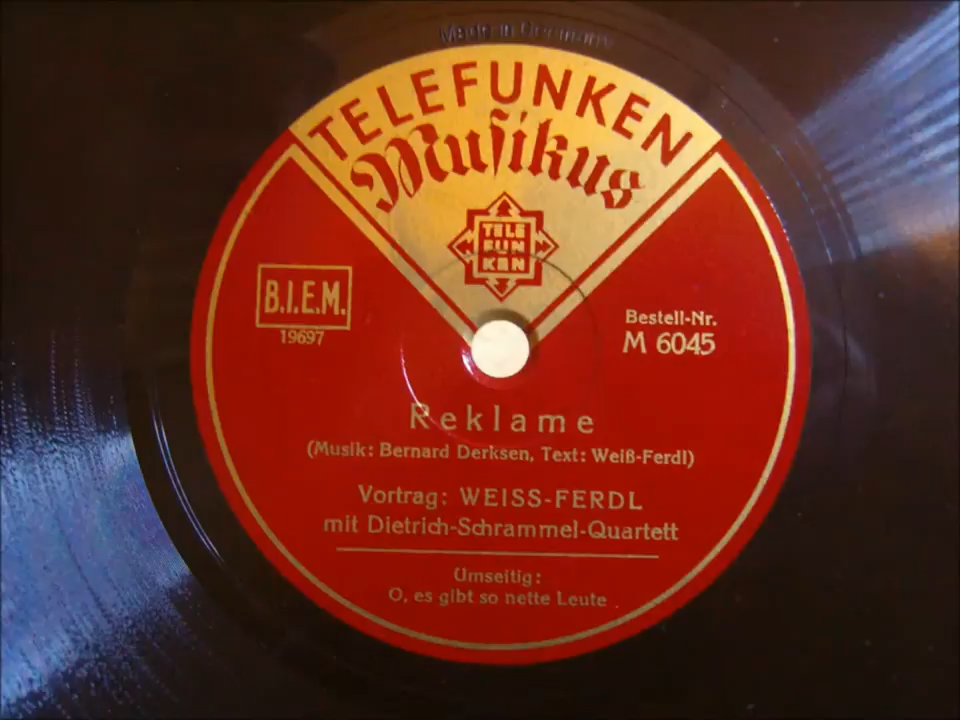 Made in Germany
TELEFUNKEN
Musikus
TELE
FUN
KEN
B.I.E.M.
19697
Bestell-Nr.
M 6045
Reklame
(Musik: Bernard Derksen, Text: Weiß-Ferdl)
Vortrag: WEISS-FERDL
mit Dietrich-Schrammel-Quartett
Umseitig:
O, es gibt so nette Leute